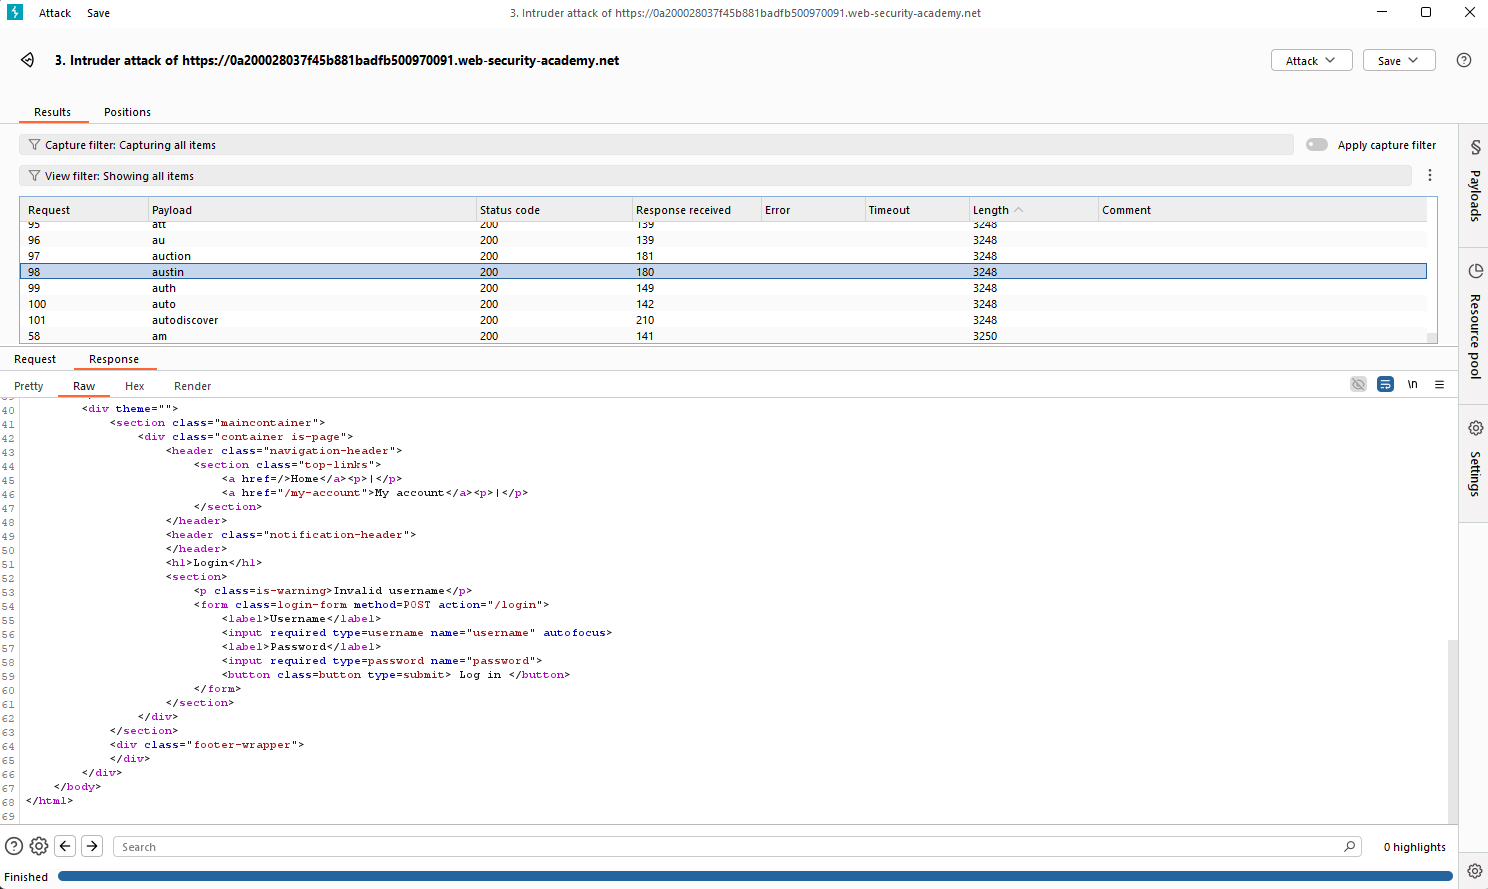 Attack Save 3. Intruder attack of https://0a200028037f45b881badfb500970091.web-security-academy.net
3. Intruder attack of https://0a200028037f45b881badfb500970091.web-security-academy.net Attack Save ?
Results Positions
Capture filter: Capturing all items Apply capture filter
View filter: Showing all items
Request Payload Status code Response received Error Timeout Length Comment
95 att 200 139 3248
96 au 200 139 3248
97 auction 200 181 3248
98 austin 200 180 3248
99 auth 200 149 3248
100 auto 200 142 3248
101 autodiscover 200 210 3248
58 am 200 141 3250
§ Payloads
Resource pool
Settings
Request Response
Pretty Raw Hex Render \n
40 <div theme="">
41 <section class="maincontainer">
42 <div class="container is-page">
43 <header class="navigation-header">
44 <section class="top-links">
45 <a href=/>Home</a><p>|</p>
46 <a href="/my-account">My account</a><p>|</p>
47 </section>
48 </header>
49 <header class="notification-header">
50 </header>
51 <h1>Login</h1>
52 <section>
53 <p class=is-warning>Invalid username</p>
54 <form class=login-form method=POST action="/login">
55 <label>Username</label>
56 <input required type=username name="username" autofocus>
57 <label>Password</label>
58 <input required type=password name="password">
59 <button class=button type=submit> Log in </button>
60 </form>
61 </section>
62 </div>
63 </section>
64 <div class="footer-wrapper">
65 </div>
66 </div>
67 </body>
68 </html>
69
? Search 0 highlights
Finished